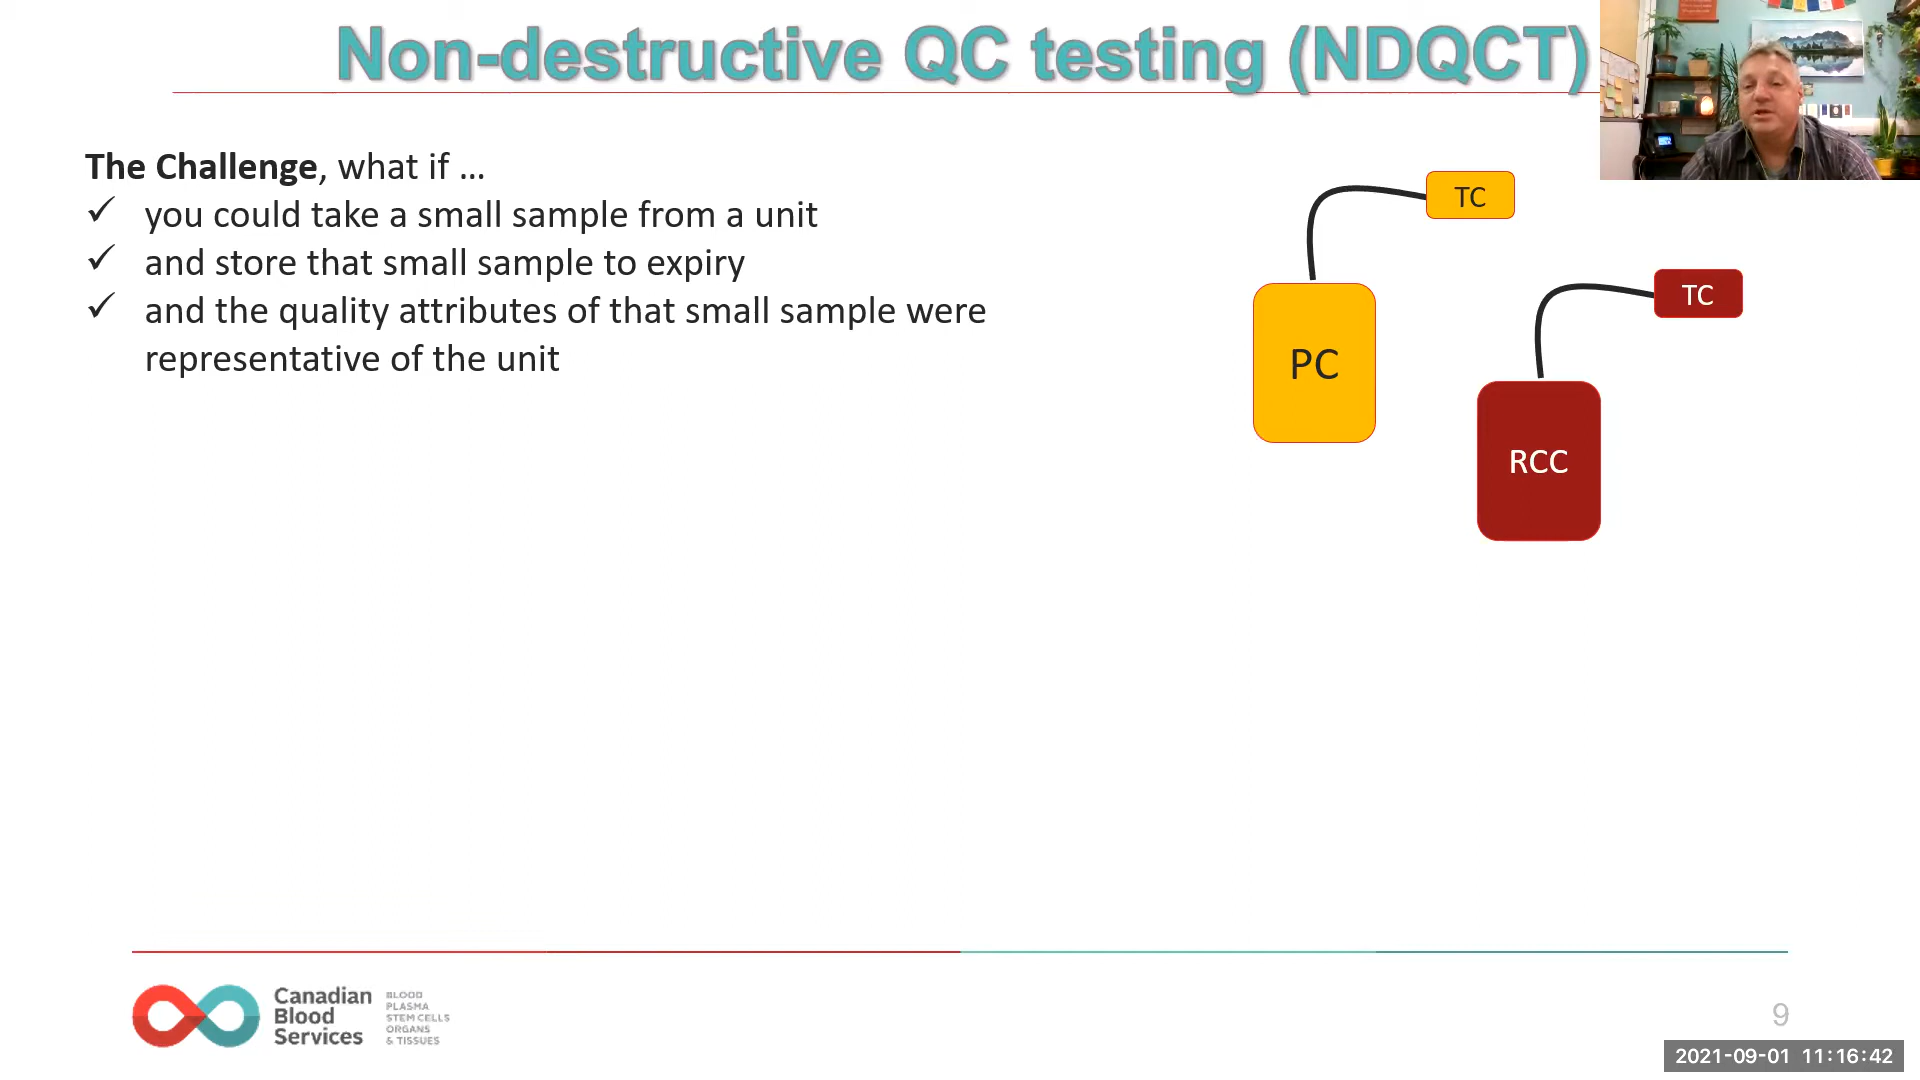 Non-destructive QC testing (NDQCT)
The Challenge, what if ...
✓ you could take a small sample from a unit
✓ and store that small sample to expiry
✓ and the quality attributes of that small sample were
representative of the unit
TC
TC
PC
RCC
Canadian
Blood
Services
BLOOD
PLASMA
STEM CELLS
ORGANS
& TISSUES
9
2021-09-01 11:16:42